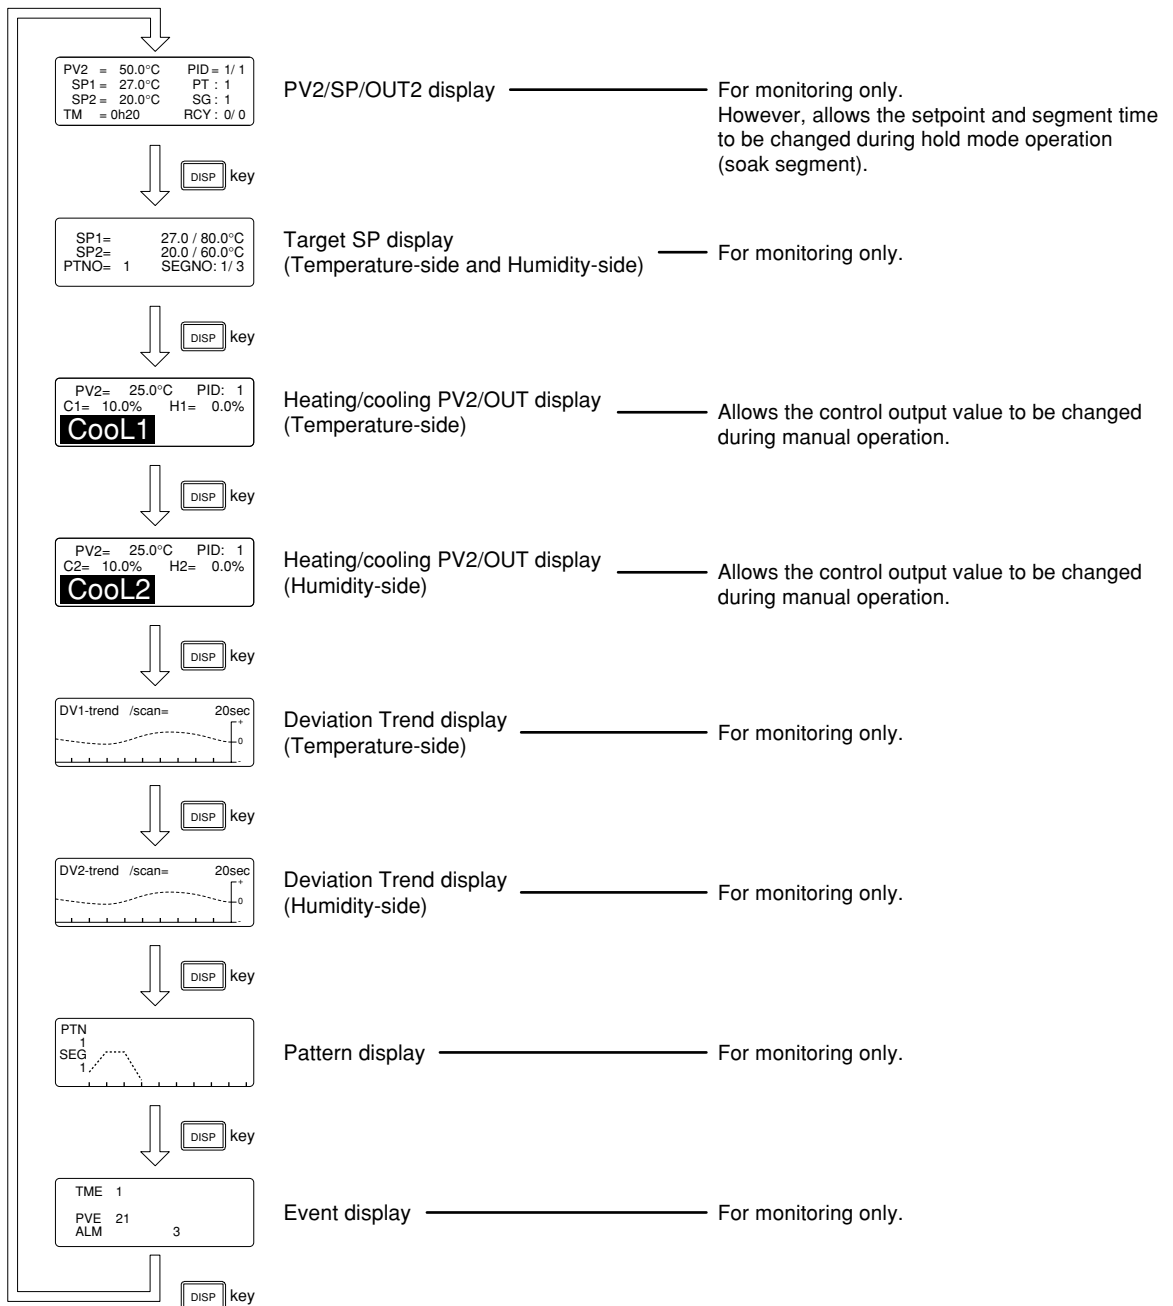 PV2 = 50.0°C PID = 1/ 1
SP1 = 27.0°C PT : 1
SP2 = 20.0°C SG : 1
TM = 0h20 RCY : 0/ 0
PV2/SP/OUT2 display
For monitoring only.
However, allows the setpoint and segment time
to be changed during hold mode operation
(soak segment).
DISP key
SP1= 27.0 / 80.0°C
SP2= 20.0 / 60.0°C
PTNO= 1 SEGNO: 1/ 3
Target SP display
(Temperature-side and Humidity-side)
For monitoring only.
DISP key
PV2= 25.0°C PID: 1
C1= 10.0% H1= 0.0%
CooL1
Heating/cooling PV2/OUT display
(Temperature-side)
Allows the control output value to be changed
during manual operation.
DISP key
PV2= 25.0°C PID: 1
C2= 10.0% H2= 0.0%
CooL2
Heating/cooling PV2/OUT display
(Humidity-side)
Allows the control output value to be changed
during manual operation.
DISP key
DV1-trend /scan= 20sec
+
0
-
Deviation Trend display
(Temperature-side)
For monitoring only.
DISP key
DV2-trend /scan= 20sec
+
0
-
Deviation Trend display
(Humidity-side)
For monitoring only.
DISP key
PTN
1
SEG
1
Pattern display
For monitoring only.
DISP key
TME 1
PVE 21
ALM 3
Event display
For monitoring only.
DISP key